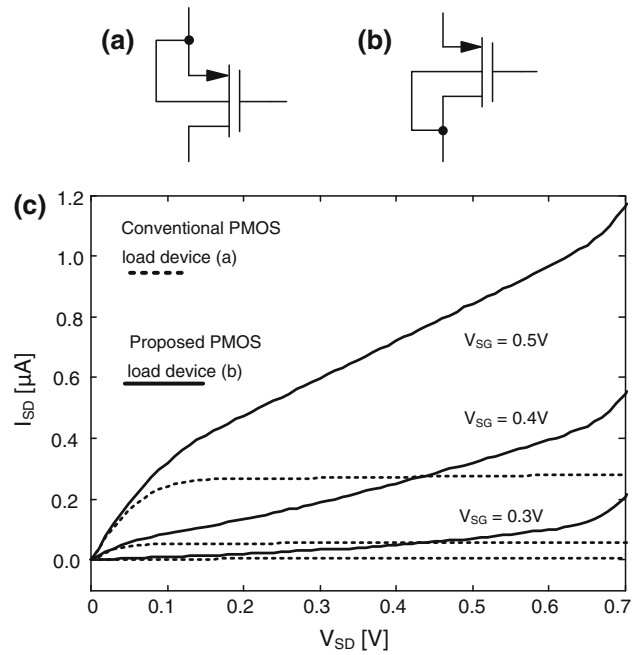 (a)
(b)
(c)
1.2
1.0
0.8
0.6
0.4
0.2
0.0
I_SD [µA]
Conventional PMOS
load device (a)
Proposed PMOS
load device (b)
V_SG = 0.5V
V_SG = 0.4V
V_SG = 0.3V
0 0.1 0.2 0.3 0.4 0.5 0.6 0.7
V_SD [V]